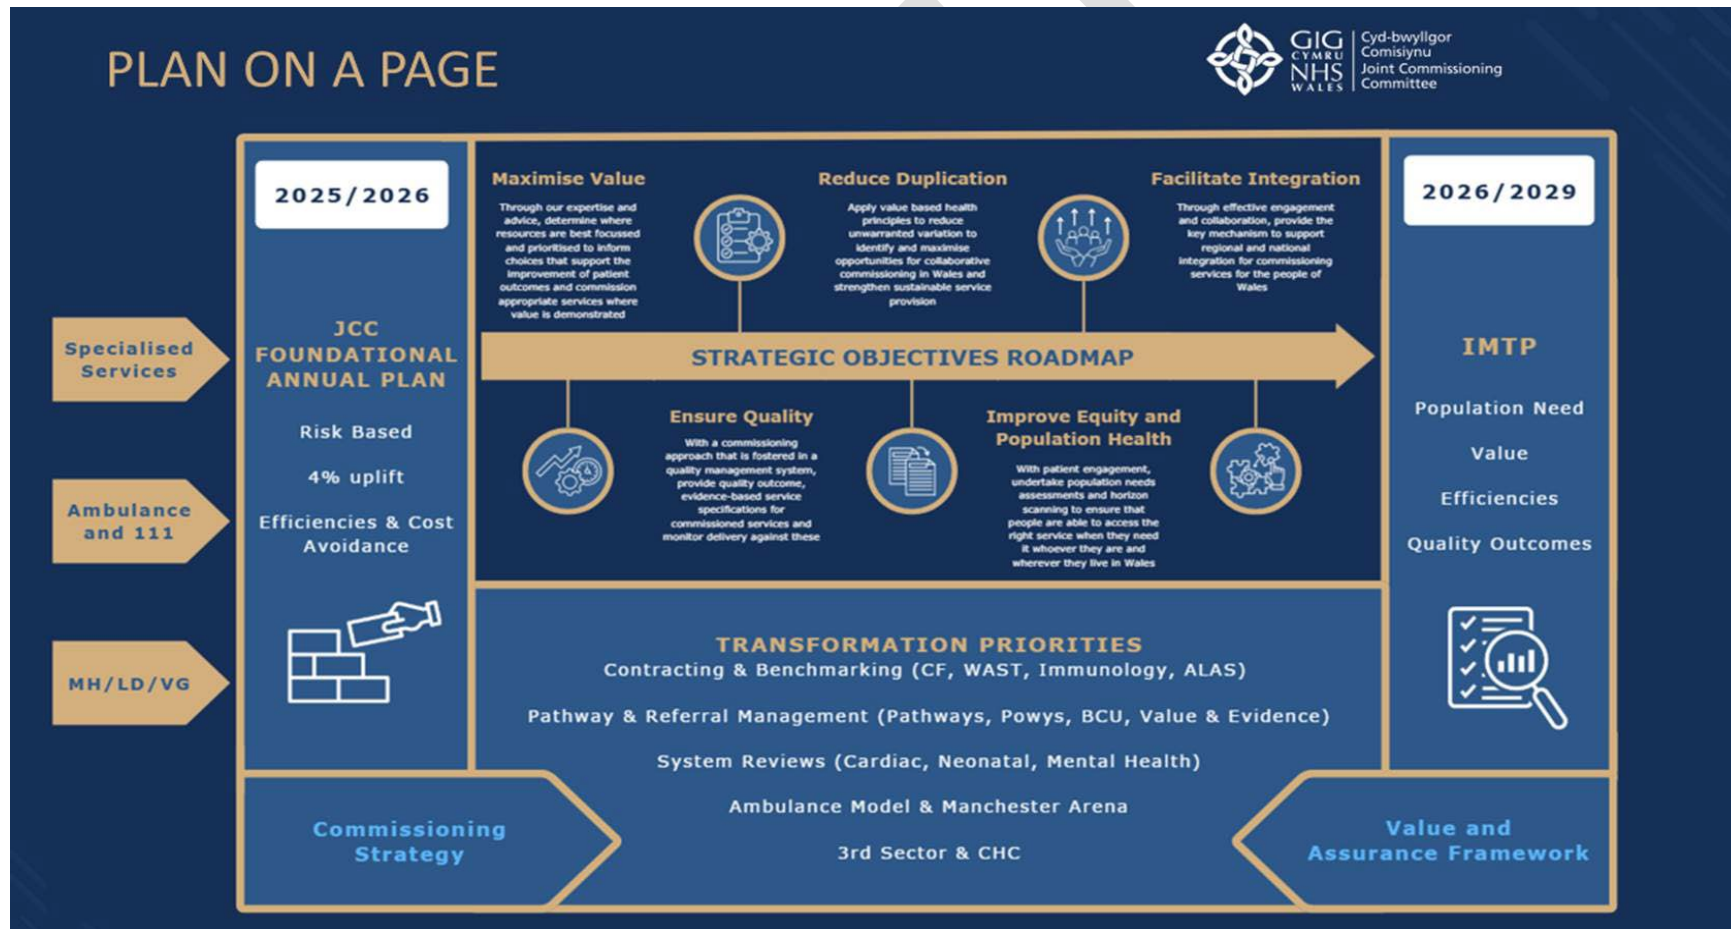 PLAN ON A PAGE
GIG
CYMRU
NHS
WALES
Cyd-bwyllgor
Comisiynu
Joint Commissioning
Committee
Specialised
Services
Ambulance
and 111
MH/LD/VG
2025/2026
JCC
FOUNDATIONAL
ANNUAL PLAN
Risk Based
4% uplift
Efficiencies & Cost
Avoidance
Maximise Value
Through our expertise and
advice, determine where
resources are best focussed
and prioritised to inform
choices that support the
improvement of patient
outcomes and commission
appropriate services where
value is demonstrated
Reduce Duplication
Apply value based health
principles to reduce
unwarranted variation to
identify and maximise
opportunities for collaborative
commissioning in Wales and
strengthen sustainable service
provision
Facilitate Integration
Through effective engagement
and collaboration, provide the
key mechanism to support
regional and national
integration for commissioning
services for the people of
Wales
STRATEGIC OBJECTIVES ROADMAP
Ensure Quality
With a commissioning
approach that is fostered in a
quality management system,
provide quality outcome,
evidence-based service
specifications for
commissioned services and
monitor delivery against these
Improve Equity and
Population Health
With patient engagement,
undertake population needs
assessments and horizon
scanning to ensure that
people are able to access the
right service when they need
it whoever they are and
wherever they live in Wales
2026/2029
IMTP
Population Need
Value
Efficiencies
Quality Outcomes
TRANSFORMATION PRIORITIES
Contracting & Benchmarking (CF, WAST, Immunology, ALAS)
Pathway & Referral Management (Pathways, Powys, BCU, Value & Evidence)
System Reviews (Cardiac, Neonatal, Mental Health)
Ambulance Model & Manchester Arena
3rd Sector & CHC
Commissioning
Strategy
Value and
Assurance Framework